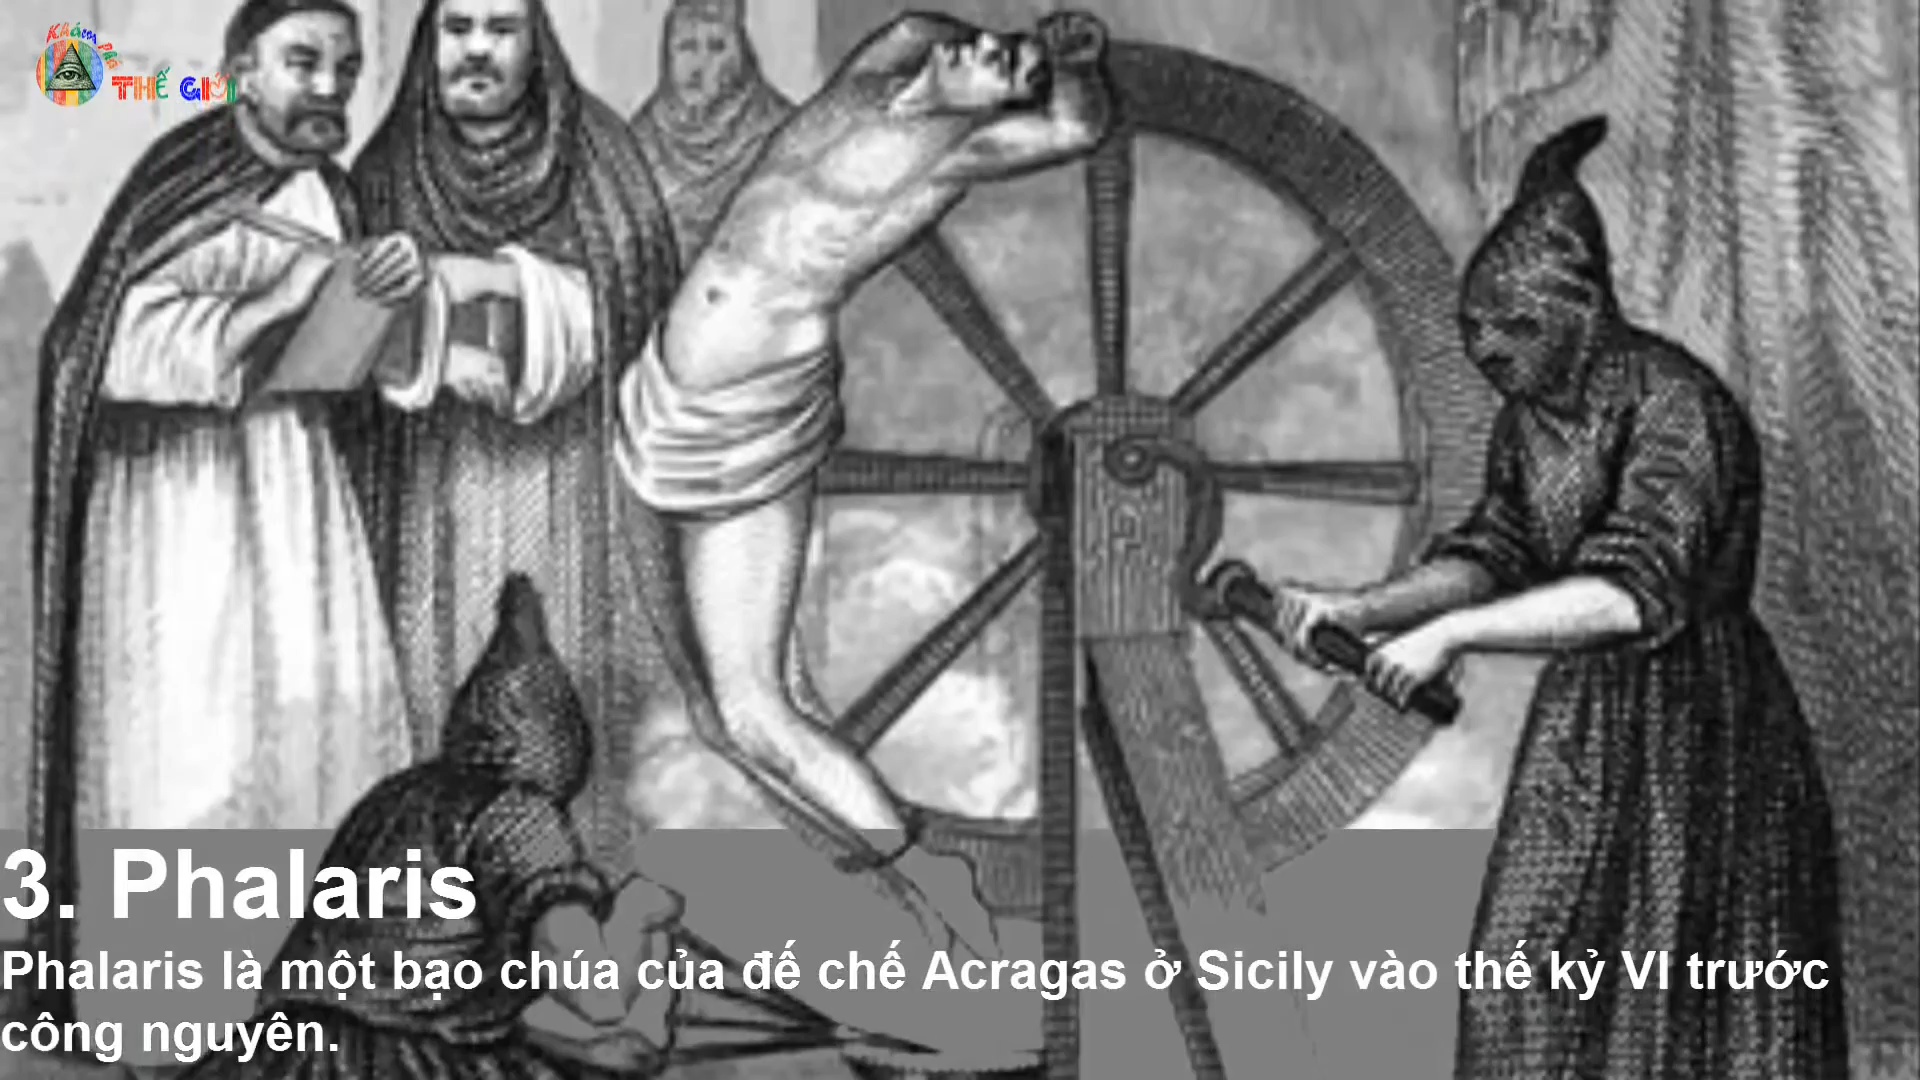 Khám Phá
THẾ GIỚI
3. Phalaris
Phalaris là một bạo chúa của đế chế Acragas ở Sicily vào thế kỷ VI trước
công nguyên.